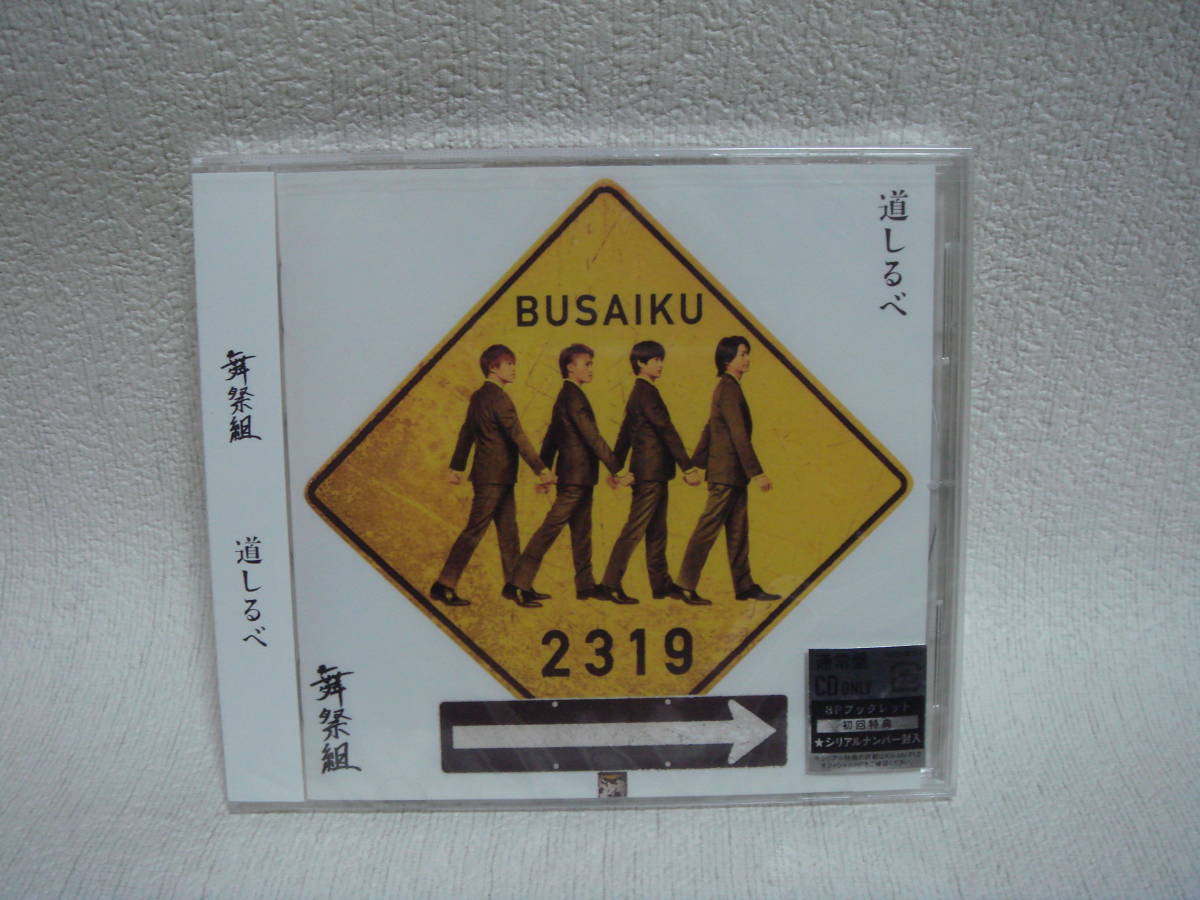 舞祭組
道しるべ
道しるべ
BUSAIKU
2319
舞祭組
通常盤
CD ONLY
8Pブックレット
初回特典
★シリアルナンバー封入